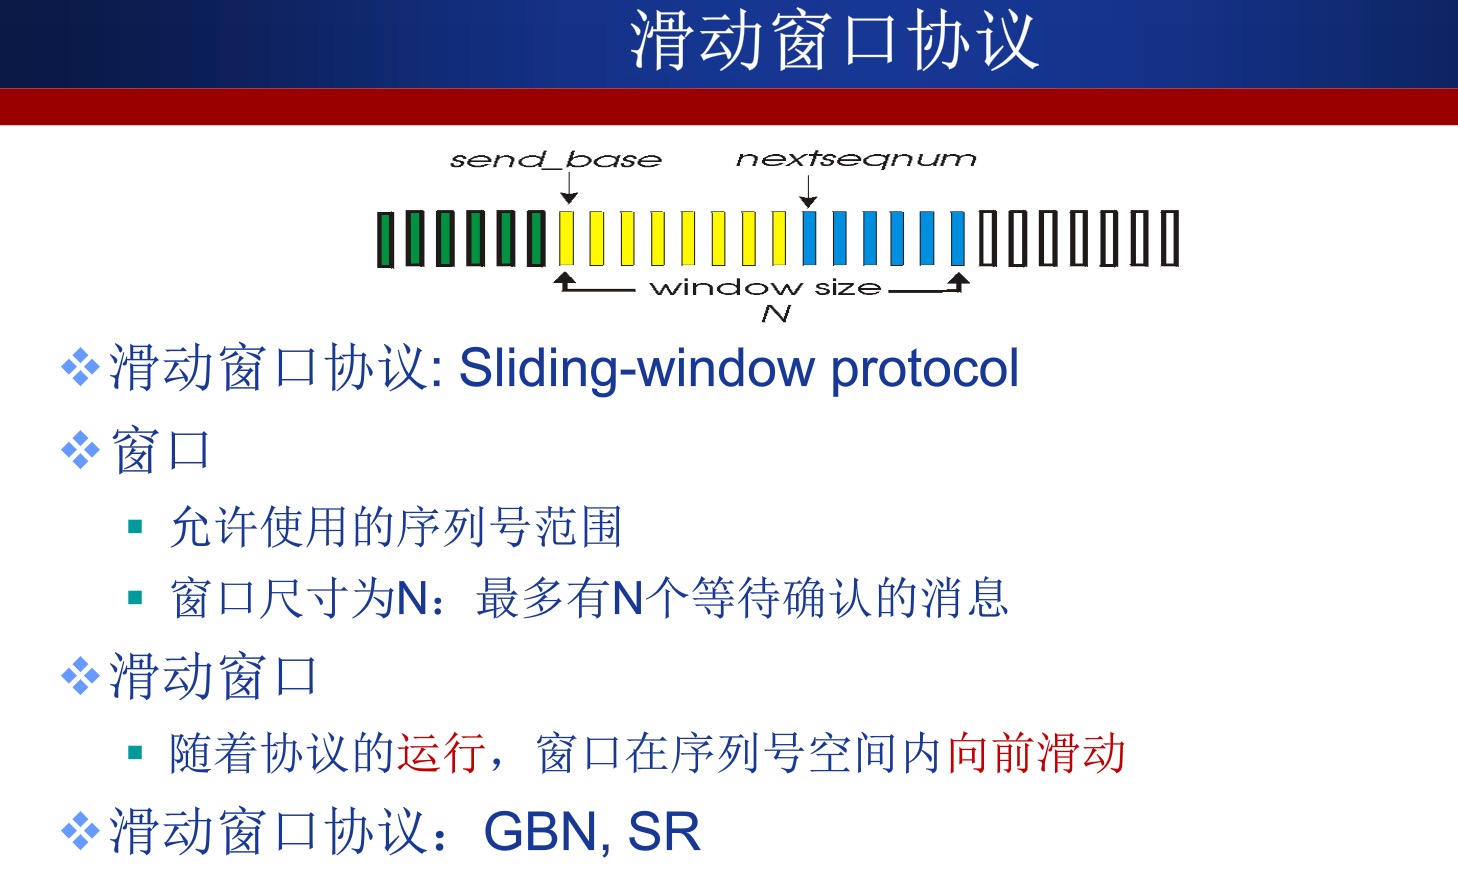 滑动窗口协议
send_base nextseqnum
window size
N
滑动窗口协议: Sliding-window protocol
窗口
允许使用的序列号范围
窗口尺寸为N：最多有N个等待确认的消息
滑动窗口
随着协议的运行，窗口在序列号空间内向前滑动
滑动窗口协议：GBN, SR